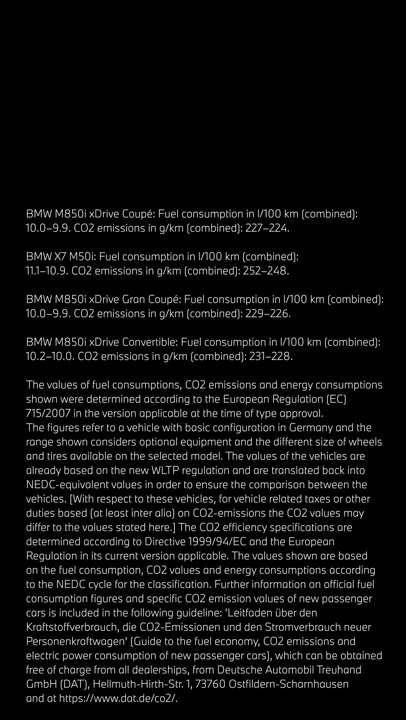 BMW M850i xDrive Coupé: Fuel consumption in l/100 km (combined):
10.0–9.9. CO2 emissions in g/km (combined): 227–224.
BMW X7 M50i: Fuel consumption in l/100 km (combined):
11.1–10.9. CO2 emissions in g/km (combined): 252–248.
BMW M850i xDrive Gran Coupé: Fuel consumption in l/100 km (combined):
10.0–9.9. CO2 emissions in g/km (combined): 229–226.
BMW M850i xDrive Convertible: Fuel consumption in l/100 km (combined):
10.2–10.0. CO2 emissions in g/km (combined): 231–228.
The values of fuel consumptions, CO2 emissions and energy consumptions
shown were determined according to the European Regulation (EC)
715/2007 in the version applicable at the time of type approval.
The figures refer to a vehicle with basic configuration in Germany and the
range shown considers optional equipment and the different size of wheels
and tires available on the selected model. The values of the vehicles are
already based on the new WLTP regulation and are translated back into
NEDC-equivalent values in order to ensure the comparison between the
vehicles. [With respect to these vehicles, for vehicle related taxes or other
duties based (at least inter alia) on CO2-emissions the CO2 values may
differ to the values stated here.] The CO2 efficiency specifications are
determined according to Directive 1999/94/EC and the European
Regulation in its current version applicable. The values shown are based
on the fuel consumption, CO2 values and energy consumptions according
to the NEDC cycle for the classification. Further information on official fuel
consumption figures and specific CO2 emission values of new passenger
cars is included in the following guideline: 'Leitfaden über den
Kraftstoffverbrauch, die CO2-Emissionen und den Stromverbrauch neuer
Personenkraftwagen' (Guide to the fuel economy, CO2 emissions and
electric power consumption of new passenger cars), which can be obtained
free of charge from all dealerships, from Deutsche Automobil Treuhand
GmbH (DAT), Hellmuth-Hirth-Str. 1, 73760 Ostfildern-Scharnhausen
and at https://www.dat.de/co2/.